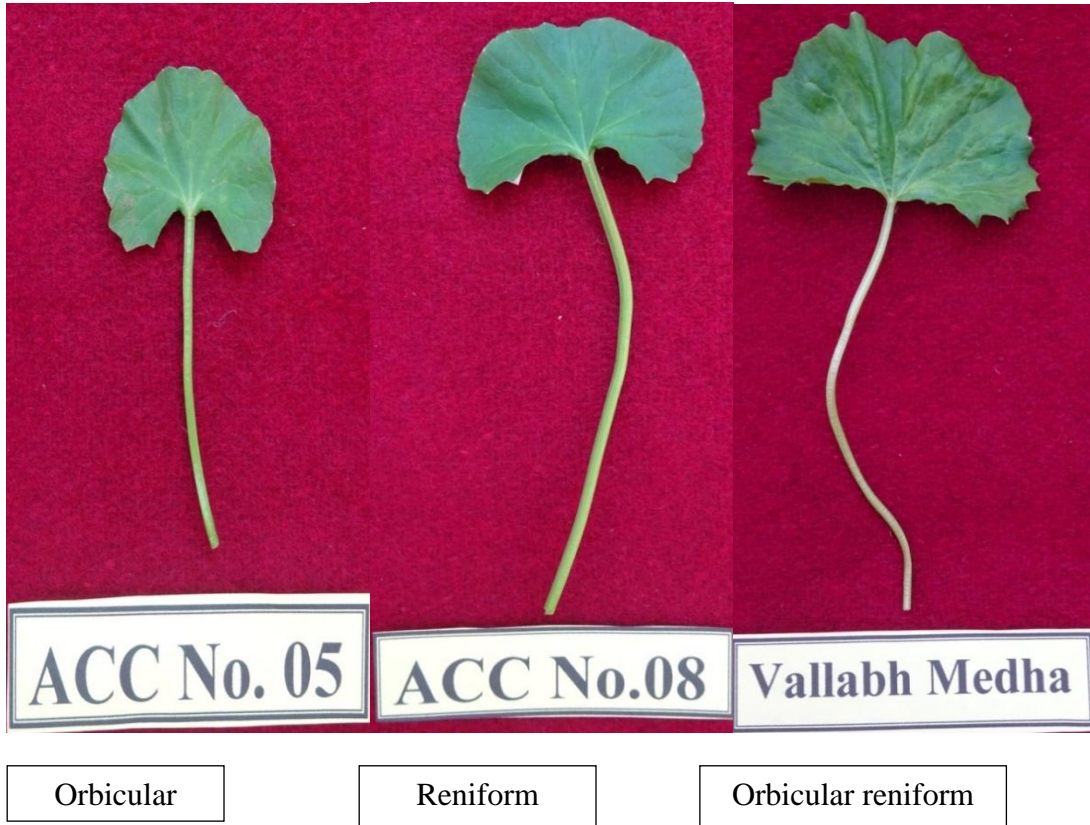 ACC No. 05
ACC No.08
Vallabh Medha
Orbicular
Reniform
Orbicular reniform